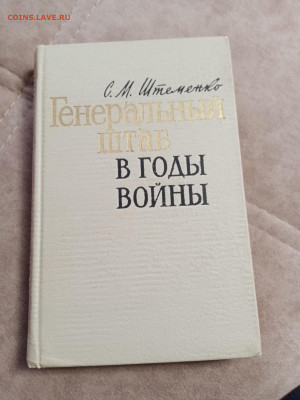 COINS.LAVE.RU
С. М. Штеменко
Генеральный
штаб
В ГОДЫ
ВОЙНЫ